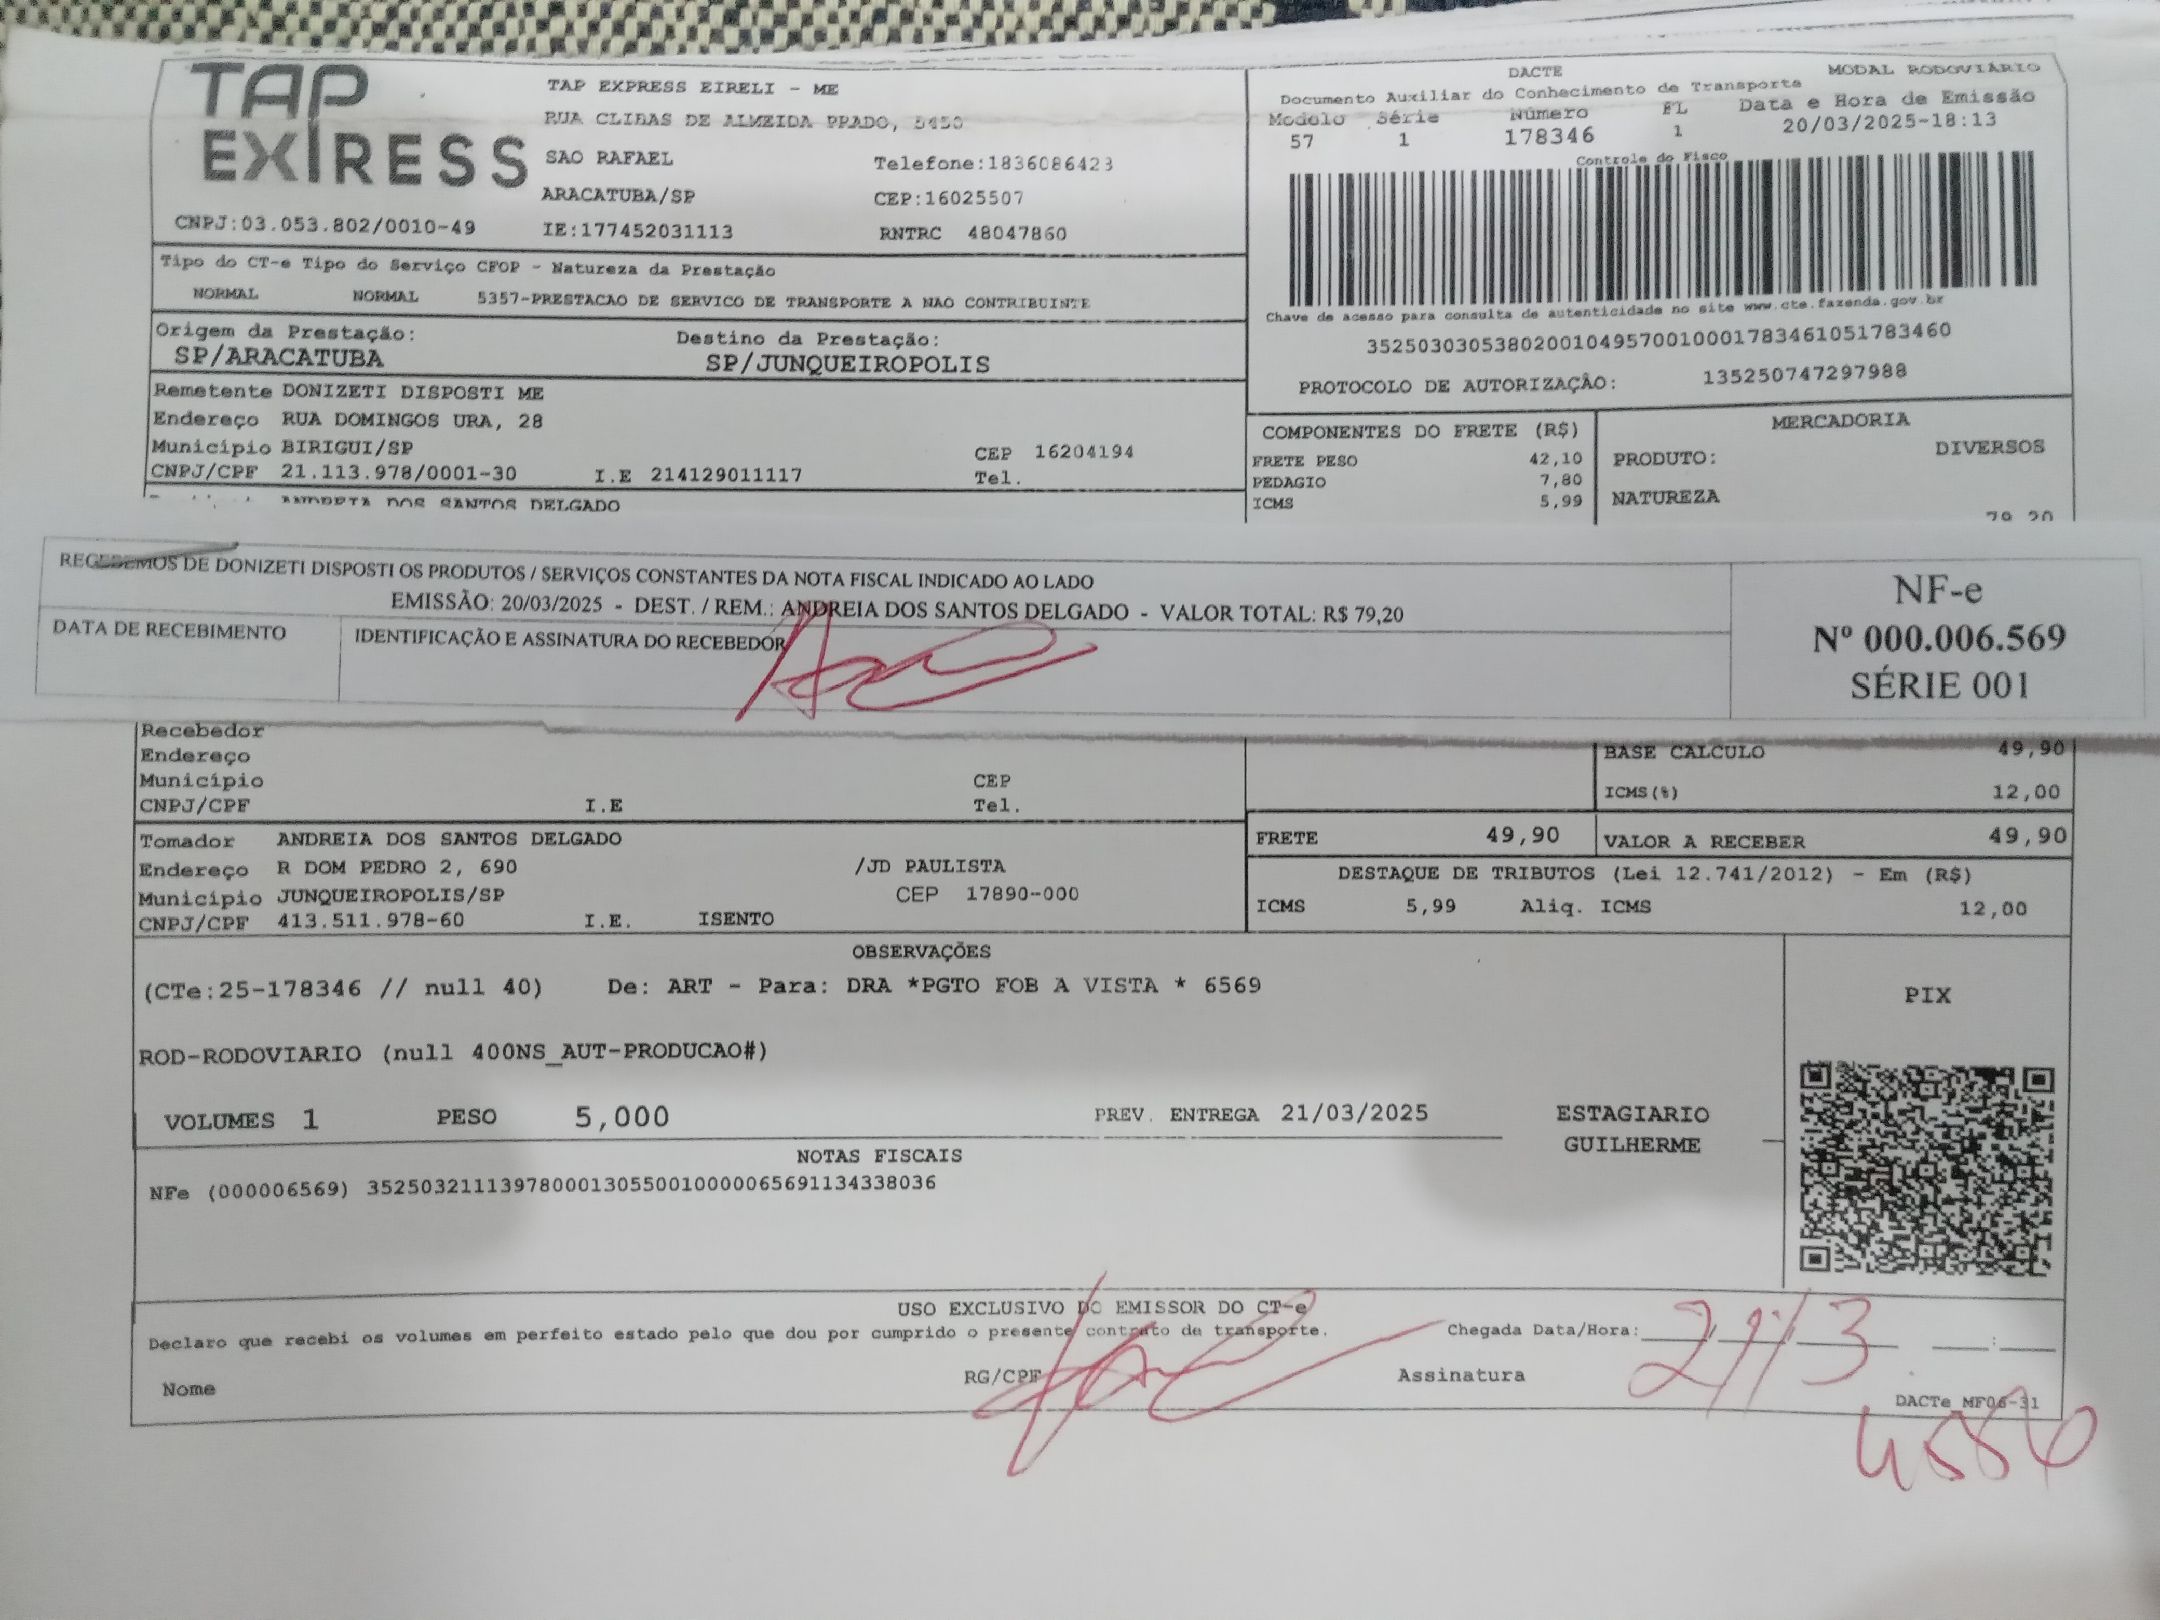 TAP EXPRESS
TAP EXPRESS EIRELI - ME
RUA CLIBAS DE ALMEIDA PRADO, 5450
SAO RAFAEL Telefone:1836086423
ARACATUBA/SP CEP:16025507
CNPJ:03.053.802/0010-49 IE:177452031113 RNTRC 48047860
DACTE MODAL RODOVIÁRIO
Documento Auxiliar do Conhecimento de Transporte
Modelo Série Número FL Data e Hora de Emissão
57 1 178346 1 20/03/2025-18:13
Controle do Fisco
Chave de acesso para consulta de autenticidade no site www.cte.fazenda.gov.br
35250303053802001049570010001783461051783460
PROTOCOLO DE AUTORIZAÇÃO: 135250747297988
Tipo do CT-e Tipo do Serviço CFOP - Natureza da Prestação
NORMAL NORMAL 5357-PRESTACAO DE SERVICO DE TRANSPORTE A NAO CONTRIBUINTE
Origem da Prestação: Destino da Prestação:
SP/ARACATUBA SP/JUNQUEIROPOLIS
Remetente DONIZETI DISPOSTI ME
Endereço RUA DOMINGOS URA, 28
Município BIRIGUI/SP CEP 16204194
CNPJ/CPF 21.113.978/0001-30 I.E 214129011117 Tel.
ANDREIA DOS SANTOS DELGADO
COMPONENTES DO FRETE (R$)
FRETE PESO 42,10
PEDAGIO 7,80
ICMS 5,99
MERCADORIA
PRODUTO: DIVERSOS
NATUREZA
79,20
RECEBEMOS DE DONIZETI DISPOSTI OS PRODUTOS / SERVIÇOS CONSTANTES DA NOTA FISCAL INDICADO AO LADO
EMISSÃO: 20/03/2025 - DEST. / REM.: ANDREIA DOS SANTOS DELGADO - VALOR TOTAL: R$ 79,20
DATA DE RECEBIMENTO IDENTIFICAÇÃO E ASSINATURA DO RECEBEDOR
NF-e
Nº 000.006.569
SÉRIE 001
Recebedor
Endereço
Município CEP
CNPJ/CPF I.E Tel.
BASE CALCULO 49,90
ICMS(%) 12,00
Tomador ANDREIA DOS SANTOS DELGADO
Endereço R DOM PEDRO 2, 690 /JD PAULISTA
Município JUNQUEIROPOLIS/SP CEP 17890-000
CNPJ/CPF 413.511.978-60 I.E. ISENTO
FRETE 49,90 VALOR A RECEBER 49,90
DESTAQUE DE TRIBUTOS (Lei 12.741/2012) - Em (R$)
ICMS 5,99 Aliq. ICMS 12,00
OBSERVAÇÕES
(CTe:25-178346 // null 40) De: ART - Para: DRA *PGTO FOB A VISTA * 6569
ROD-RODOVIARIO (null 400NS_AUT-PRODUCAO#)
PIX
VOLUMES 1 PESO 5,000 PREV. ENTREGA 21/03/2025 ESTAGIARIO
GUILHERME
NOTAS FISCAIS
NFe (000006569) 35250321113978000130550010000065691134338036
USO EXCLUSIVO DO EMISSOR DO CT-e
Declaro que recebi os volumes em perfeito estado pelo que dou por cumprido o presente contrato de transporte. Chegada Data/Hora: 21/3
Nome RG/CPF Assinatura
DACTe_MF06-31